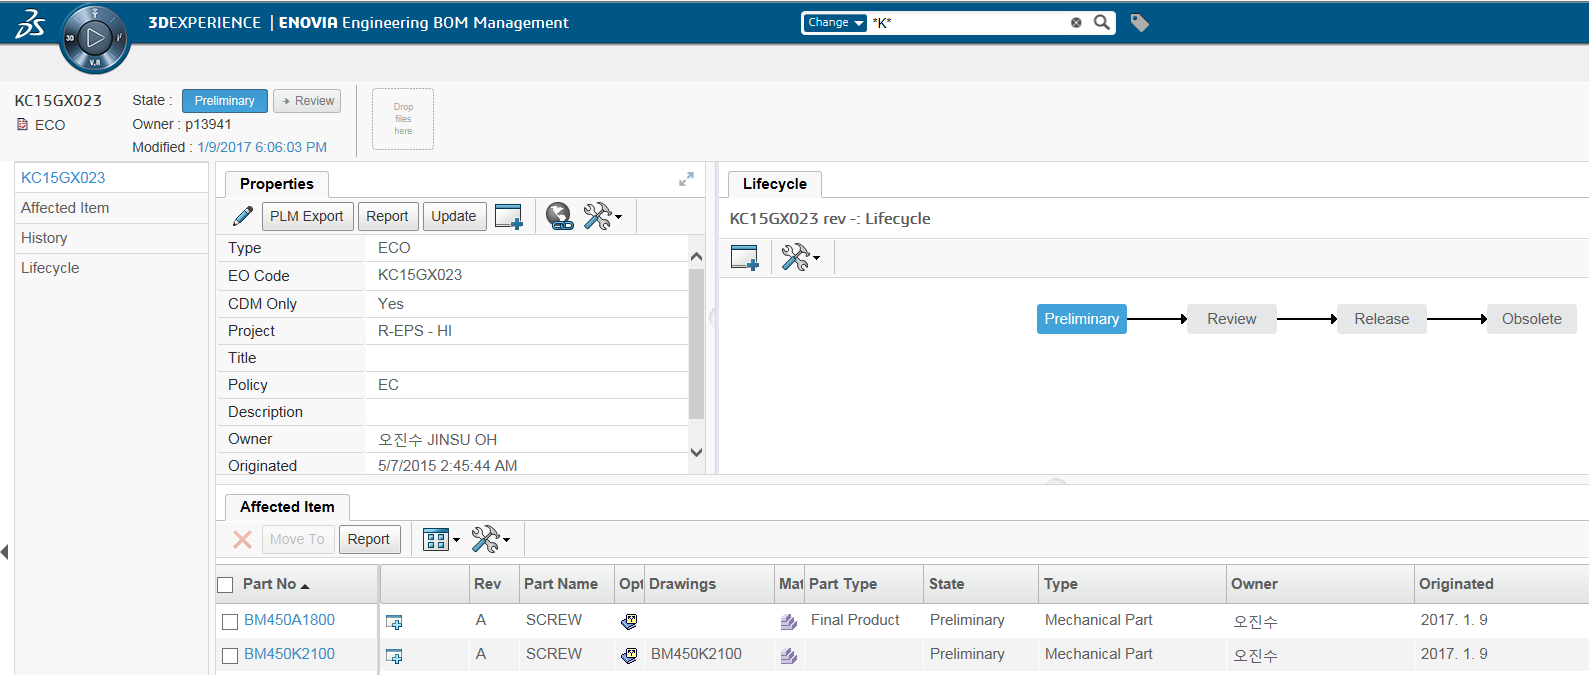 3DEXPERIENCE | ENOVIA Engineering BOM Management
Change *K*
3D
V.R
KC15GX023
ECO
State : Preliminary Review
Owner : p13941
Modified : 1/9/2017 6:06:03 PM
Drop
files
here
KC15GX023
Affected Item
History
Lifecycle
Properties
PLM Export Report Update
Type ECO
EO Code KC15GX023
CDM Only Yes
Project R-EPS - HI
Title
Policy EC
Description
Owner 오진수 JINSU OH
Originated 5/7/2015 2:45:44 AM
Lifecycle
KC15GX023 rev -: Lifecycle
Preliminary Review Release Obsolete
Affected Item
Move To Report
Part No Rev Part Name Opt Drawings Mat Part Type State Type Owner Originated
BM450A1800 A SCREW Final Product Preliminary Mechanical Part 오진수 2017. 1. 9
BM450K2100 A SCREW BM450K2100 Preliminary Mechanical Part 오진수 2017. 1. 9